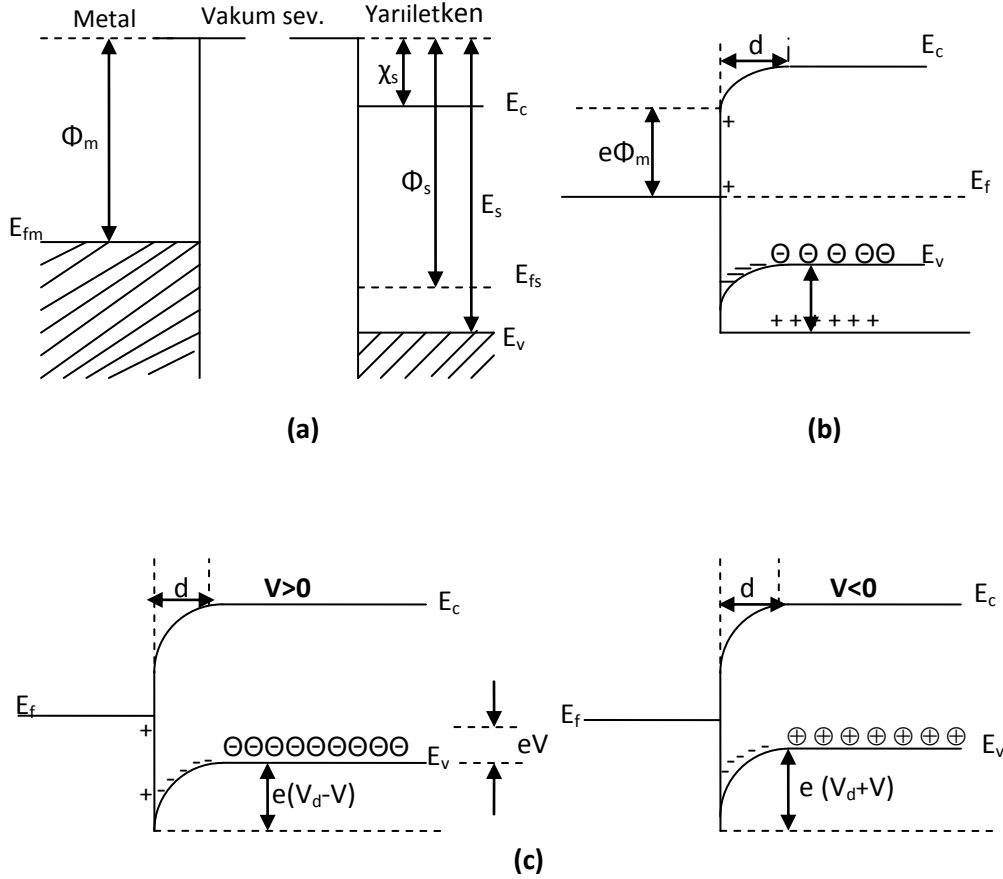 Metal Vakum sev. Yarıiletken
χs
Ec
Φm
Φs
Es
Efm
Efs
Ev
(a)
d
Ec
+
eΦm
+
Ef
Θ Θ Θ ΘΘ Ev
+ + + + + +
(b)
d V>0
Ec
Ef
+
ΘΘΘΘΘΘΘΘΘ
Ev
eV
+
e(Vd-V)
d V<0
Ec
Ef
⊕ ⊕ ⊕ ⊕ ⊕ ⊕ ⊕
Ev
e (Vd+V)
(c)